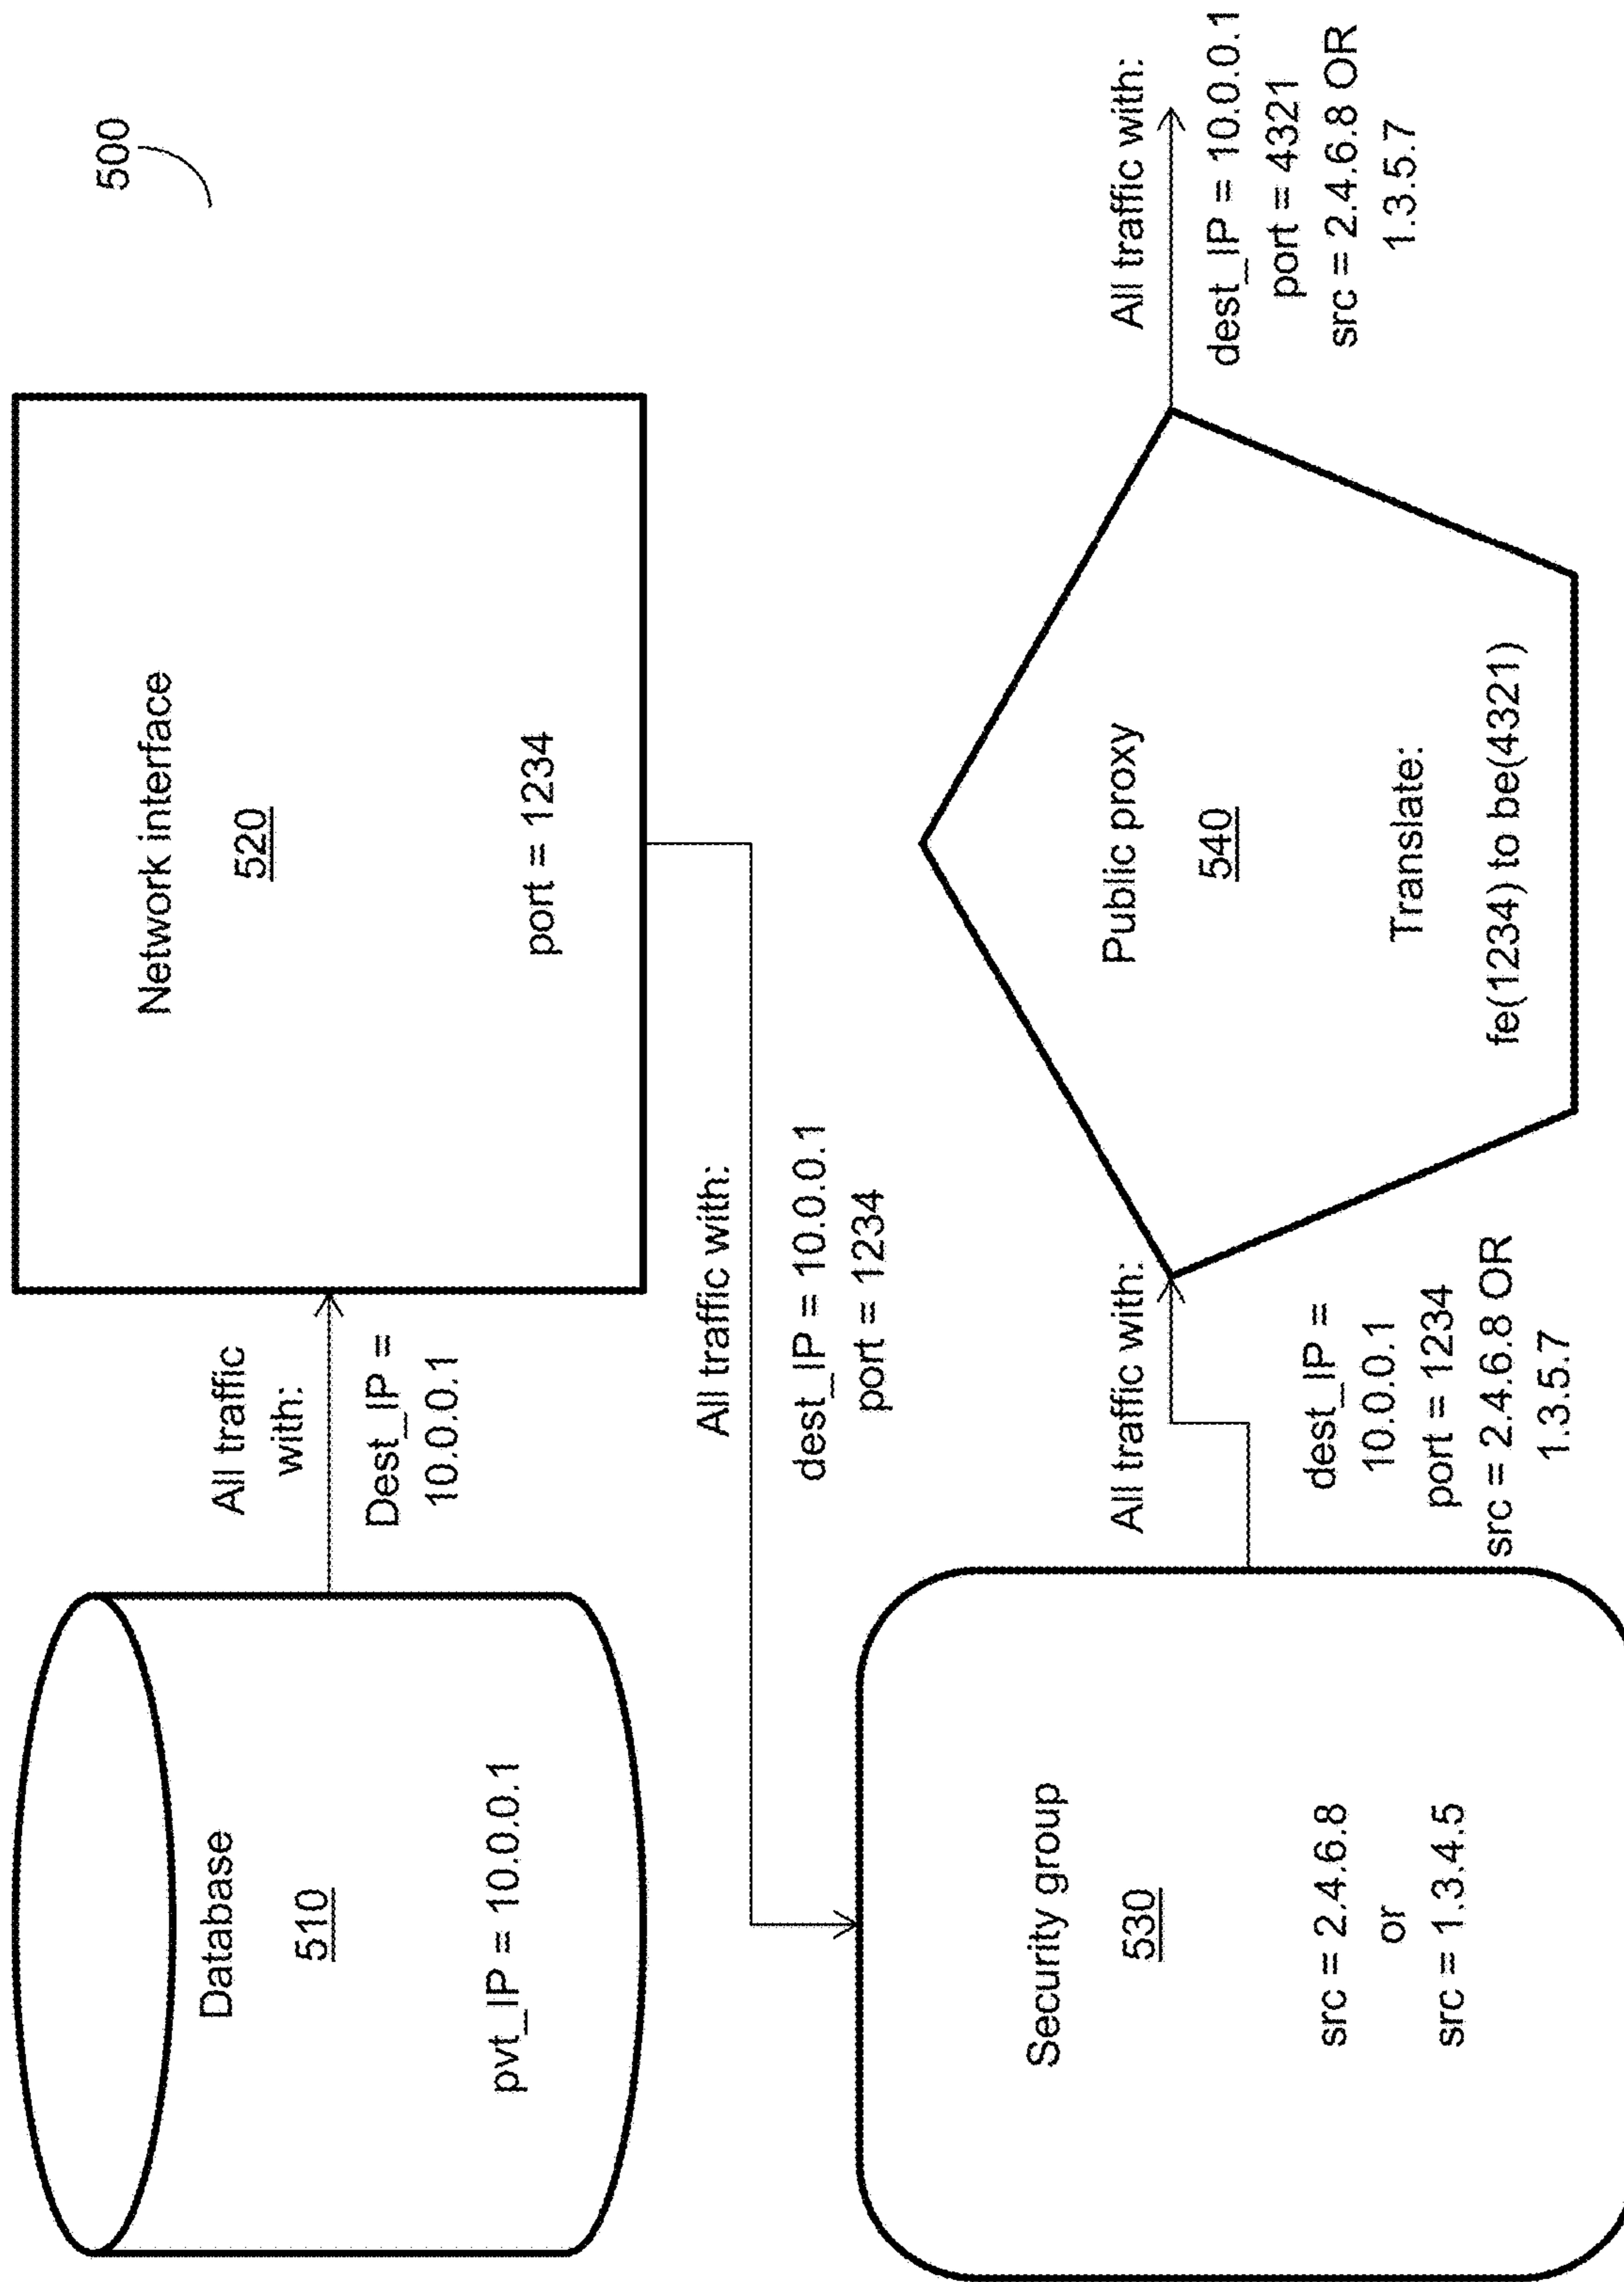 500
Database
510
pvt_IP = 10.0.0.1
All traffic
with:
Dest_IP =
10.0.0.1
Network interface
520
port = 1234
All traffic with:
dest_IP = 10.0.0.1
port = 1234
Security group
530
src = 2.4.6.8
or
src = 1.3.4.5
All traffic with:
dest_IP =
10.0.0.1
port = 1234
src = 2.4.6.8 OR
1.3.5.7
Public proxy
540
Translate:
fe(1234) to be(4321)
All traffic with:
dest_IP = 10.0.0.1
port = 4321
src = 2.4.6.8 OR
1.3.5.7